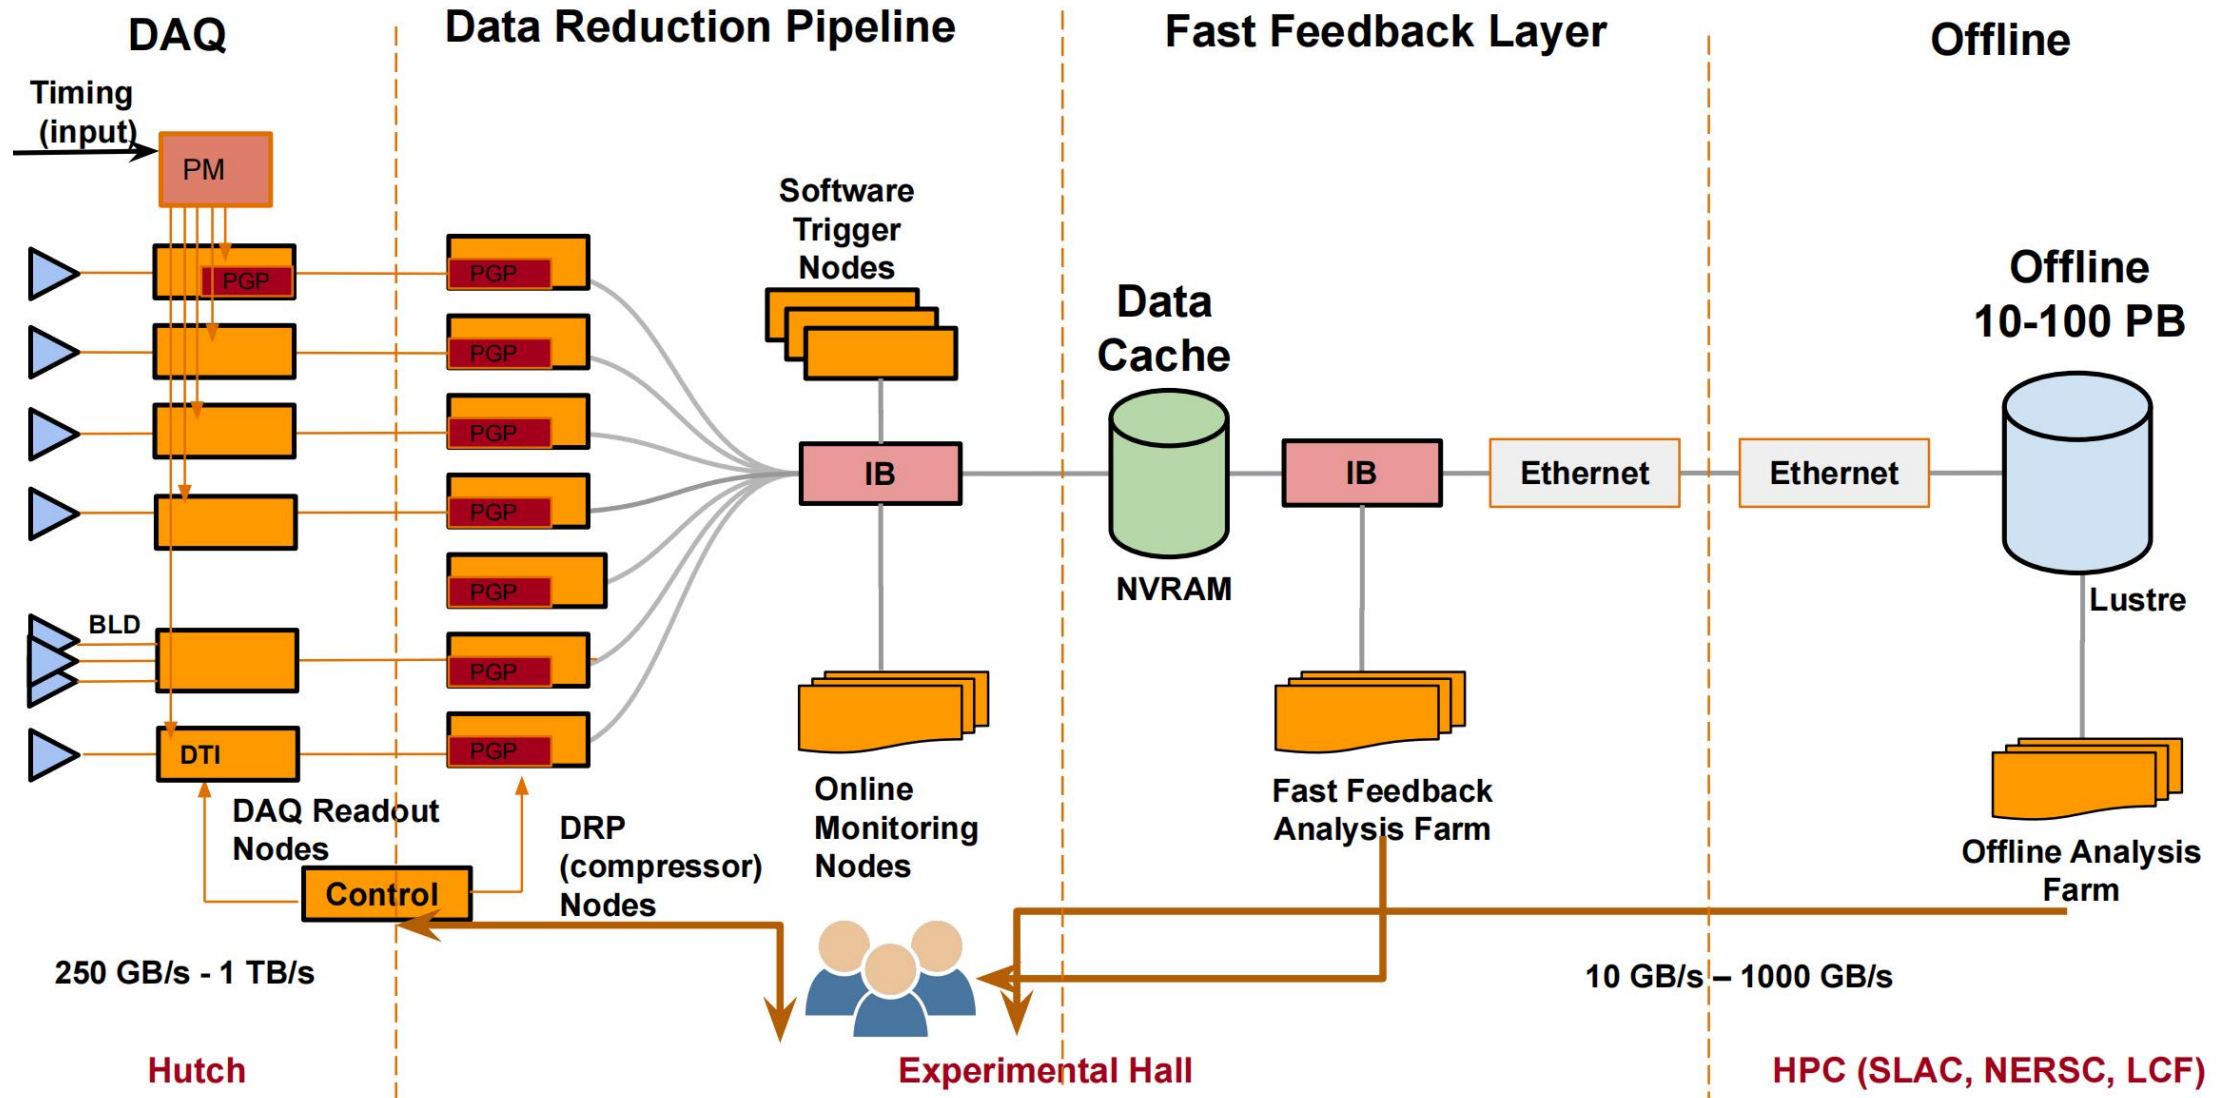 DAQ
Data Reduction Pipeline
Fast Feedback Layer
Offline
Timing
(input)
PM
PGP
PGP
PGP
PGP
PGP
PGP
PGP
PGP
BLD
DTI
DAQ Readout
Nodes
Control
DRP
(compressor)
Nodes
Software
Trigger
Nodes
IB
Online
Monitoring
Nodes
Data
Cache
NVRAM
IB
Ethernet
Fast Feedback
Analysis Farm
Ethernet
Offline
10-100 PB
Lustre
Offline Analysis
Farm
250 GB/s - 1 TB/s
10 GB/s – 1000 GB/s
Hutch
Experimental Hall
HPC (SLAC, NERSC, LCF)